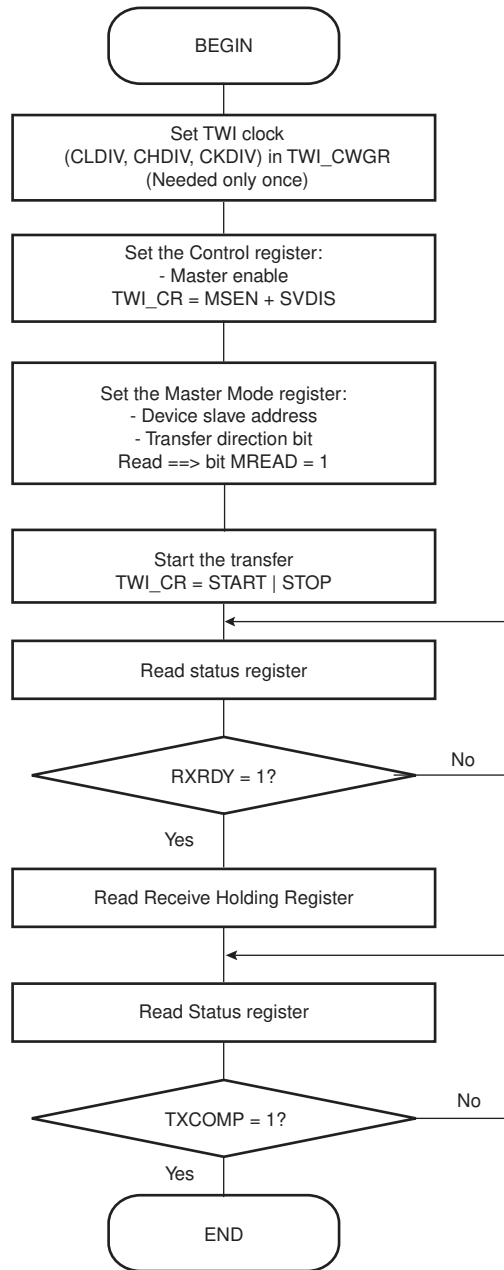 BEGIN
Set TWI clock
(CLDIV, CHDIV, CKDIV) in TWI_CWGR
(Needed only once)
Set the Control register:
- Master enable
TWI_CR = MSEN + SVDIS
Set the Master Mode register:
- Device slave address
- Transfer direction bit
Read ==> bit MREAD = 1
Start the transfer
TWI_CR = START | STOP
Read status register
RXRDY = 1?
No
Yes
Read Receive Holding Register
Read Status register
TXCOMP = 1?
No
Yes
END